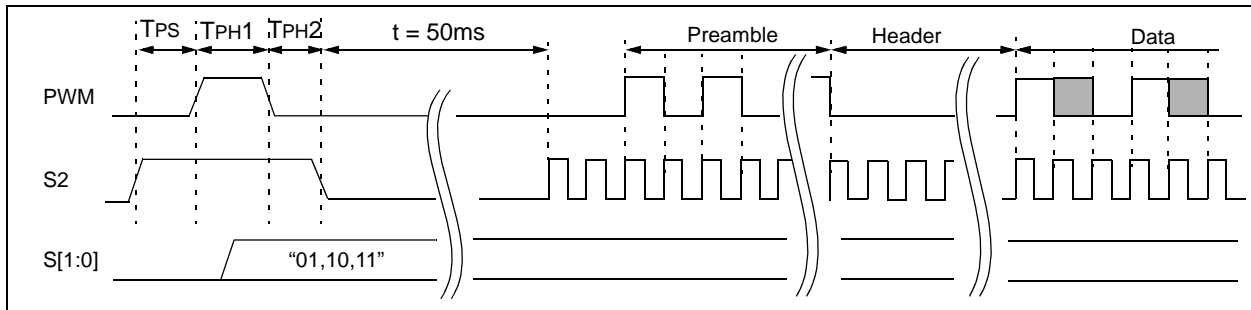 TPS TPH1 TPH2 t = 50ms Preamble Header Data
PWM
S2
S[1:0] “01,10,11”